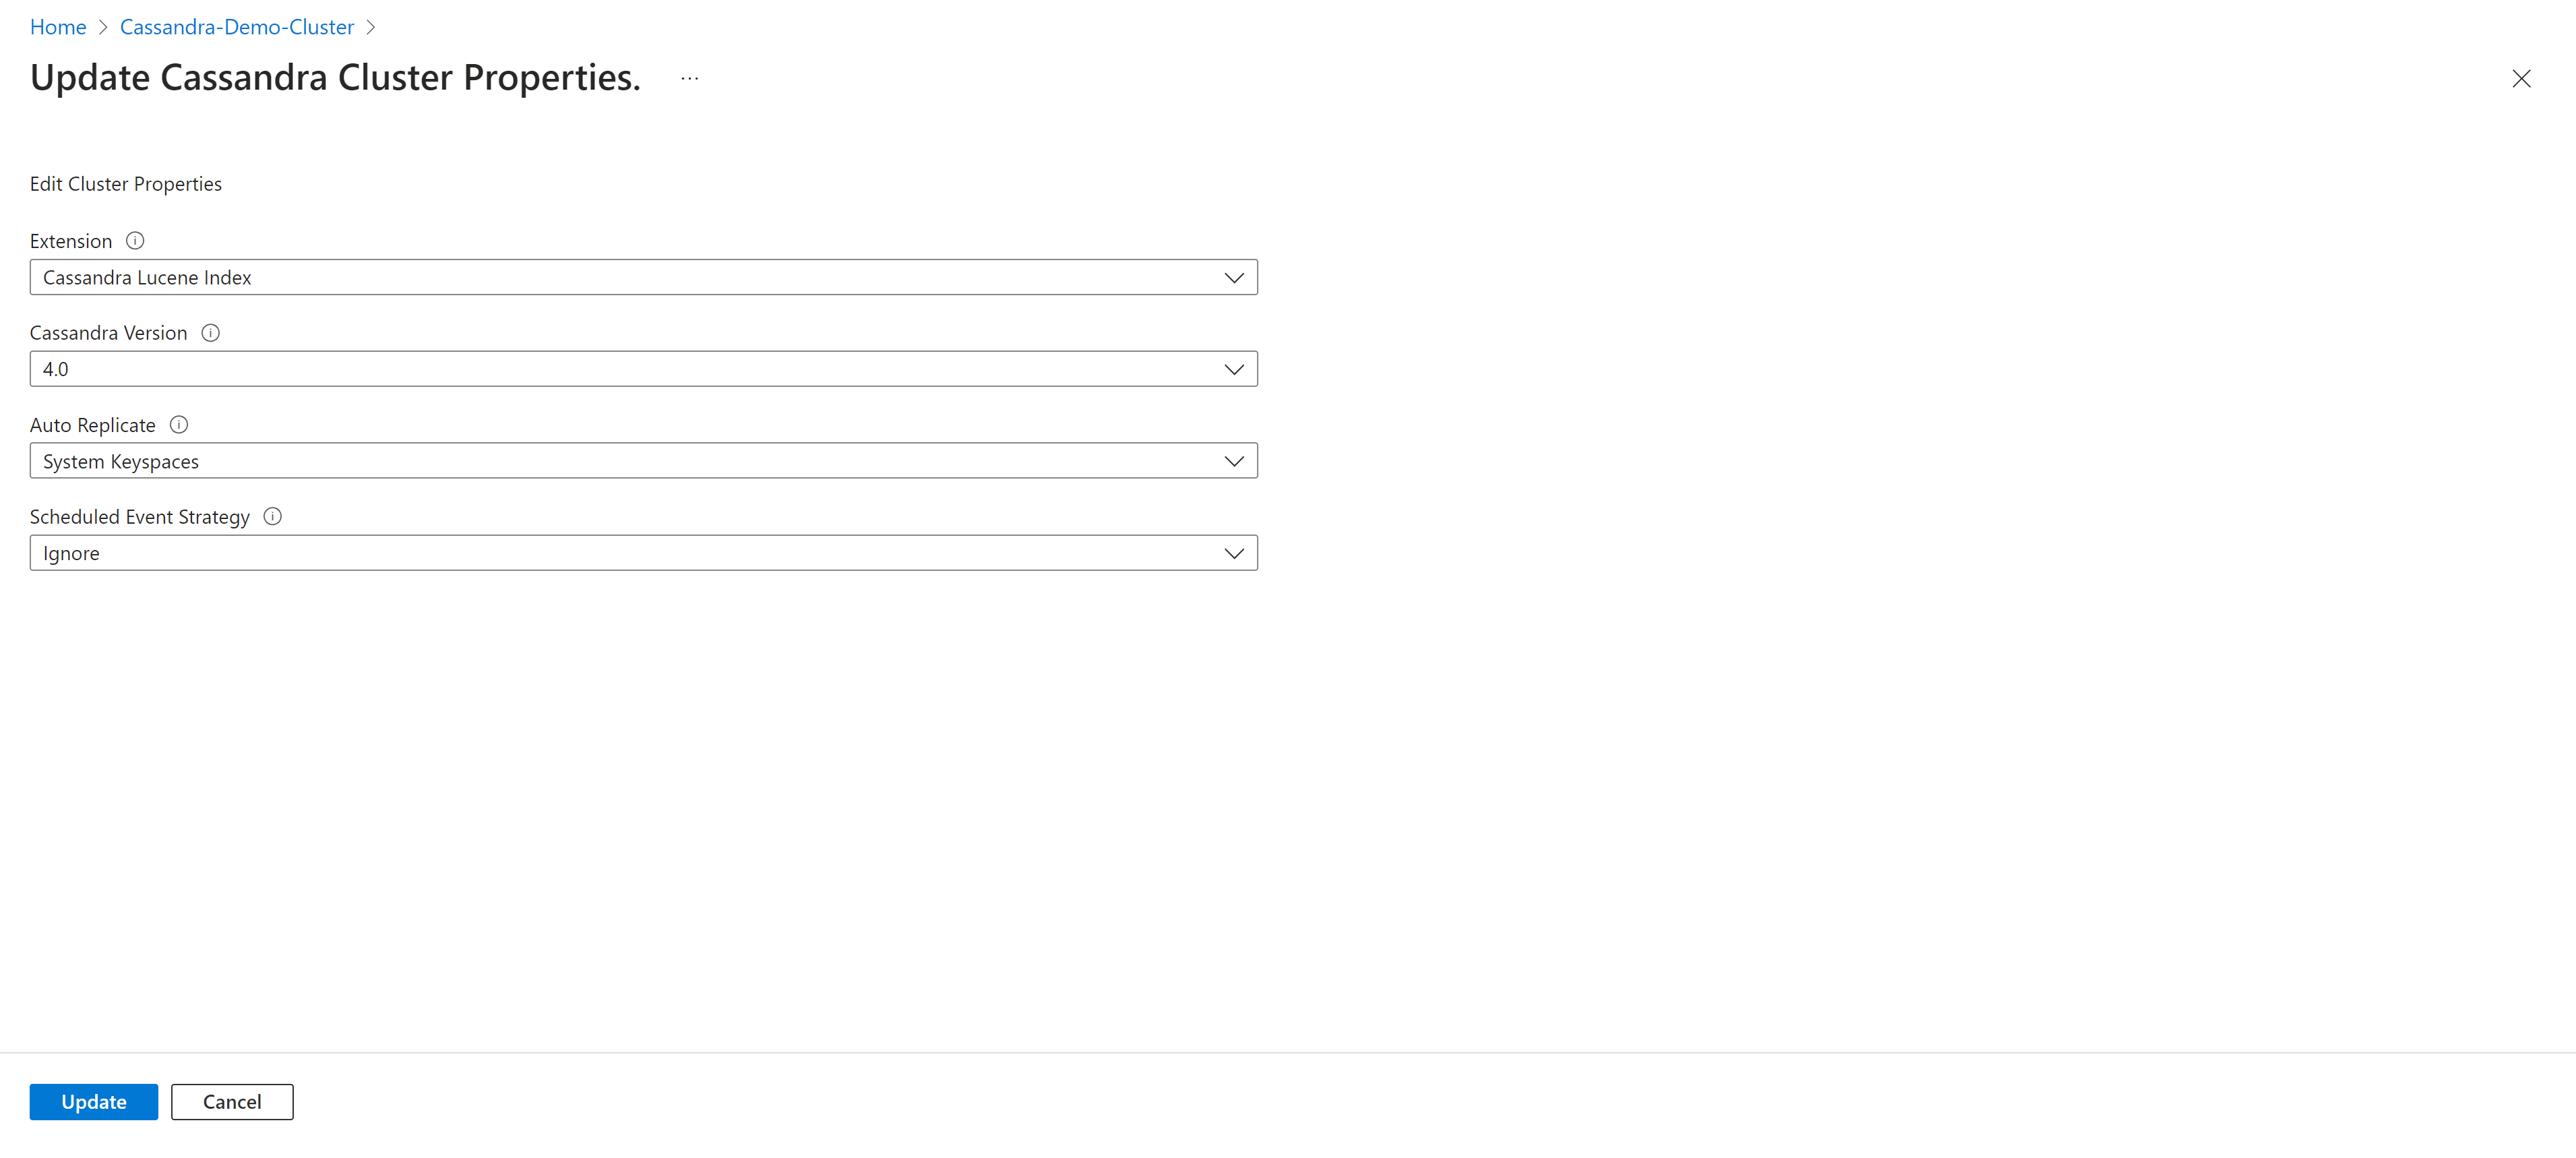 Home > Cassandra-Demo-Cluster >
Update Cassandra Cluster Properties. ...
Edit Cluster Properties
Extension
Cassandra Lucene Index
Cassandra Version
4.0
Auto Replicate
System Keyspaces
Scheduled Event Strategy
Ignore
Update Cancel